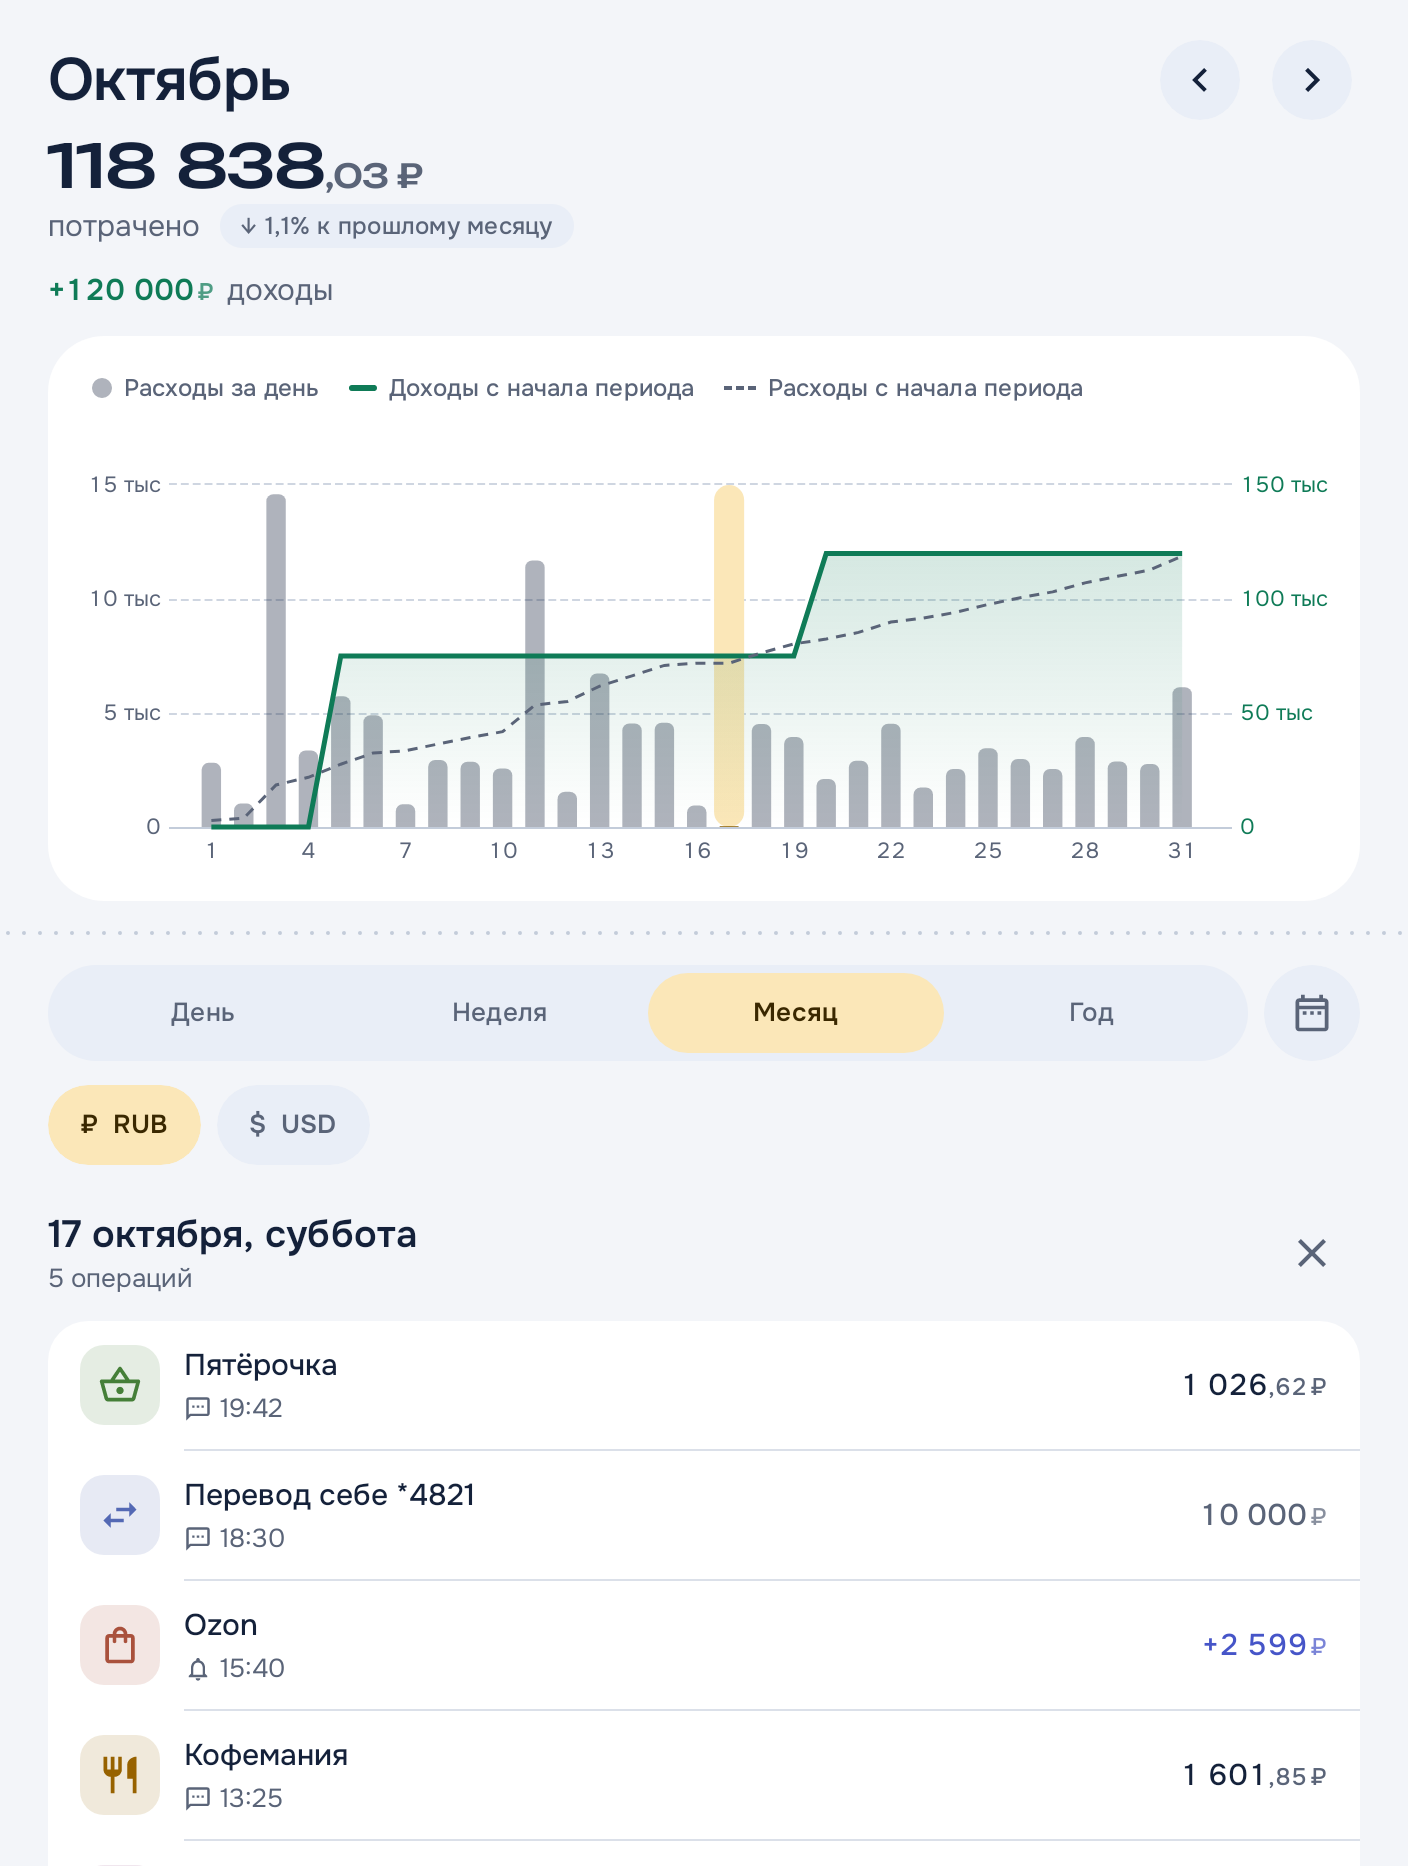 Октябрь
118 838,03 ₽
потрачено ↓ 1,1% к прошлому месяцу
+120 000 ₽ доходы
Расходы за день Доходы с начала периода Расходы с начала периода
15 тыс 150 тыс
10 тыс 100 тыс
5 тыс 50 тыс
0 0
1 4 7 10 13 16 19 22 25 28 31
День Неделя Месяц Год
₽ RUB $ USD
17 октября, суббота
5 операций
Пятёрочка
1 026,62 ₽
19:42
Перевод себе *4821
10 000 ₽
18:30
Ozon
+2 599 ₽
15:40
Кофемания
1 601,85 ₽
13:25